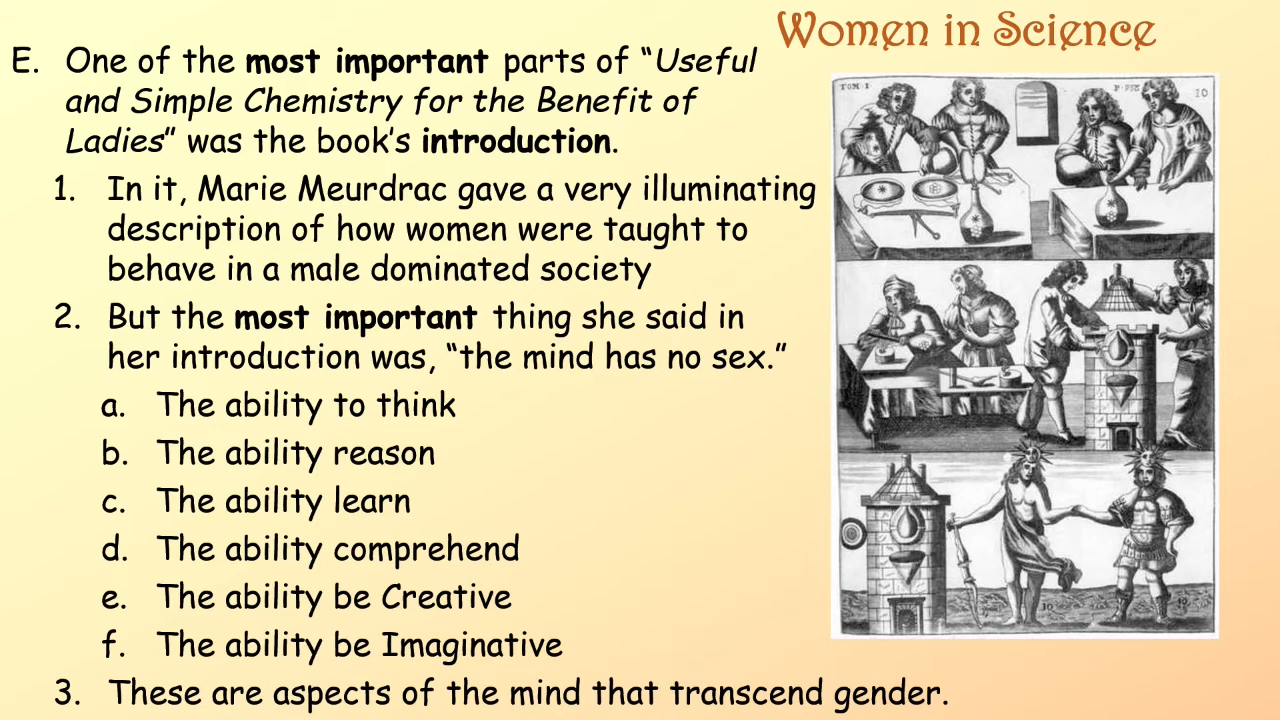 Women in Science
E. One of the most important parts of “Useful
and Simple Chemistry for the Benefit of
Ladies” was the book’s introduction.
1. In it, Marie Meurdrac gave a very illuminating
description of how women were taught to
behave in a male dominated society
2. But the most important thing she said in
her introduction was, “the mind has no sex.”
a. The ability to think
b. The ability reason
c. The ability learn
d. The ability comprehend
e. The ability be Creative
f. The ability be Imaginative
3. These are aspects of the mind that transcend gender.
TOM I
10
10